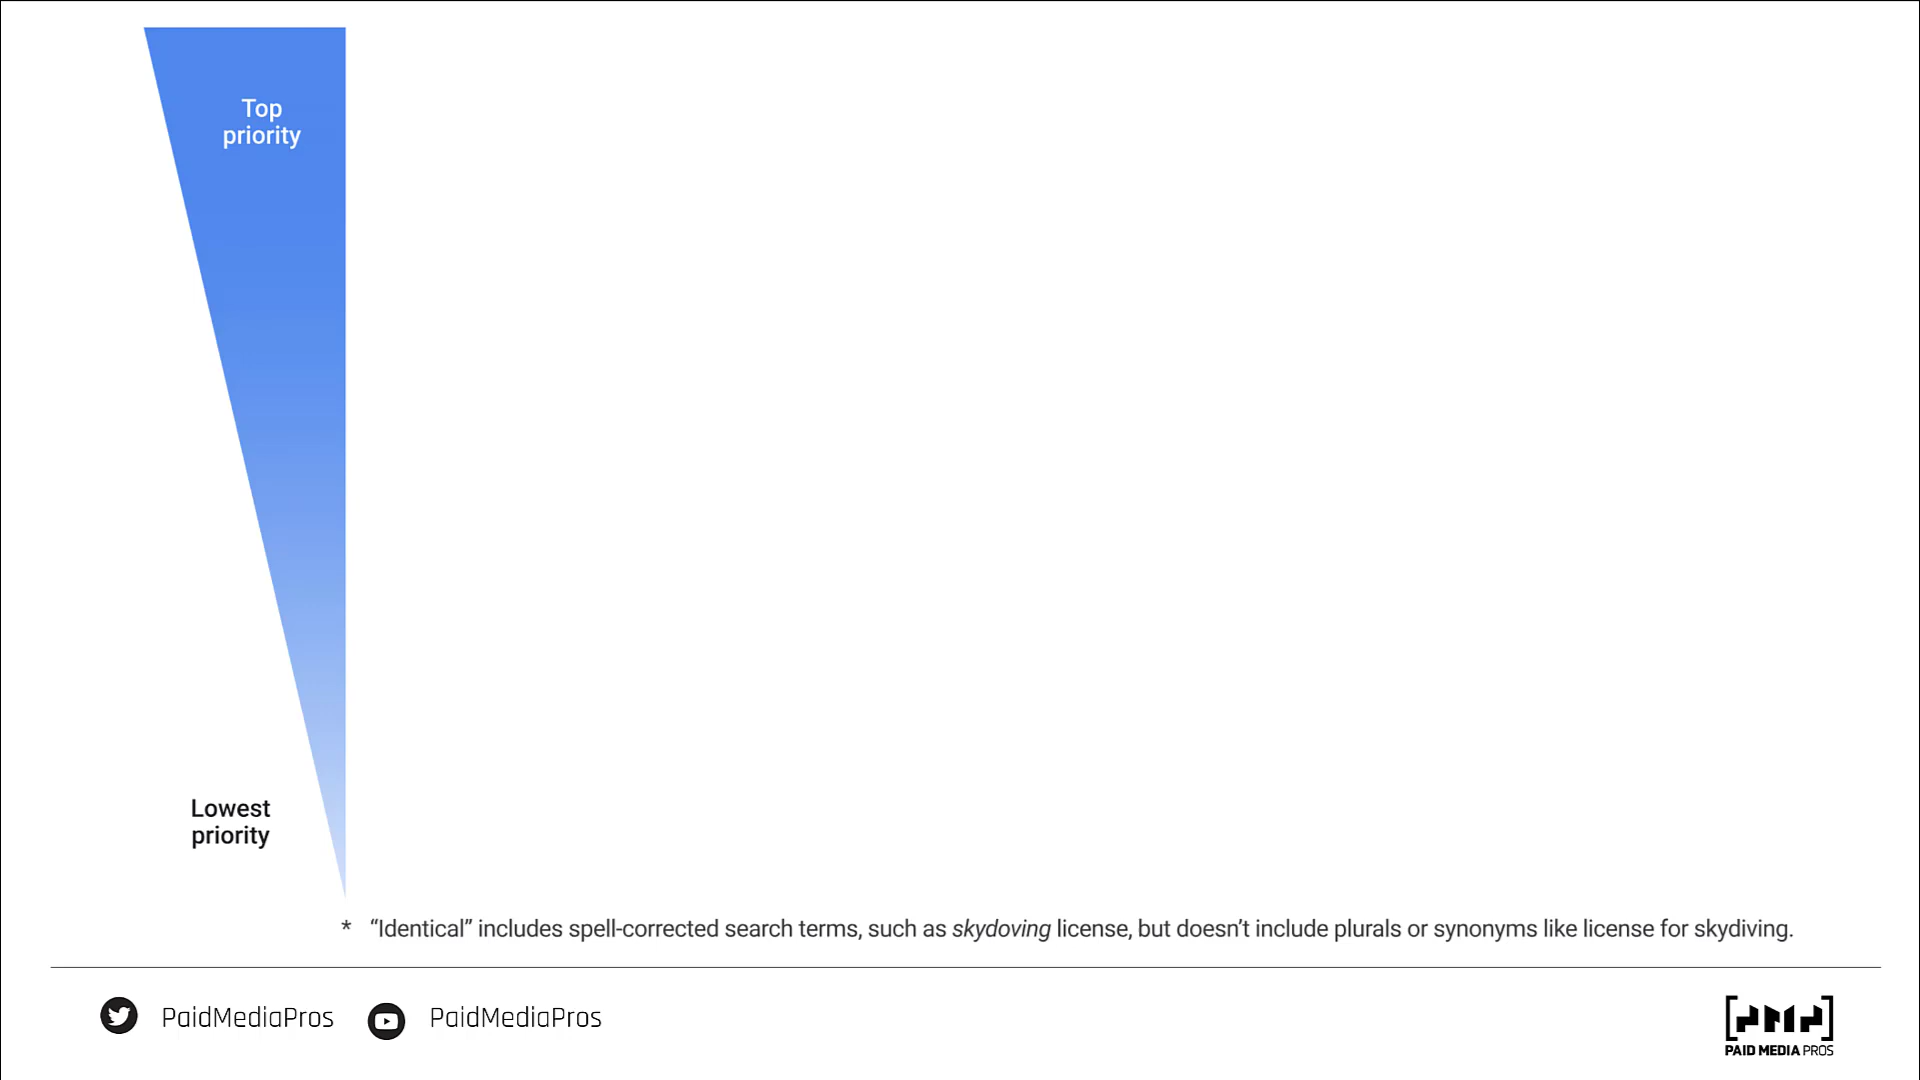 Top
priority
Lowest
priority
* “Identical” includes spell-corrected search terms, such as skydoving license, but doesn’t include plurals or synonyms like license for skydiving.
PaidMediaPros
PaidMediaPros
PMP
PAID MEDIA PROS